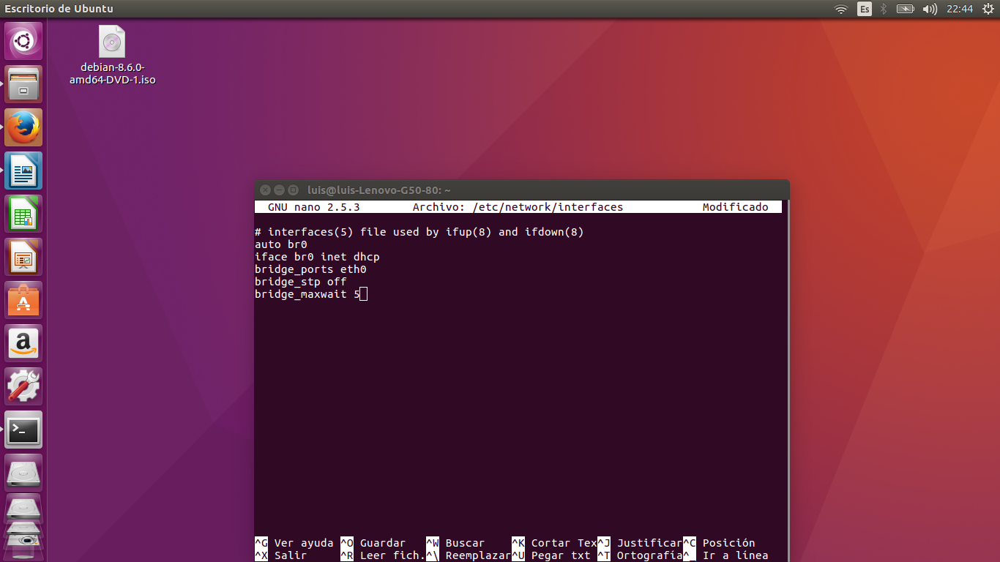 Escritorio de Ubuntu
Es
22:44
debian-8.6.0-
amd64-DVD-1.iso
luis@luis-Lenovo-G50-80: ~
GNU nano 2.5.3 Archivo: /etc/network/interfaces Modificado
# interfaces(5) file used by ifup(8) and ifdown(8)
auto br0
iface br0 inet dhcp
bridge_ports eth0
bridge_stp off
bridge_maxwait 5
^G Ver ayuda ^O Guardar ^W Buscar ^K Cortar Tex^J Justificar^C Posición
^X Salir ^R Leer fich.^\ Reemplazar^U Pegar txt ^T Ortografía^_ Ir a línea